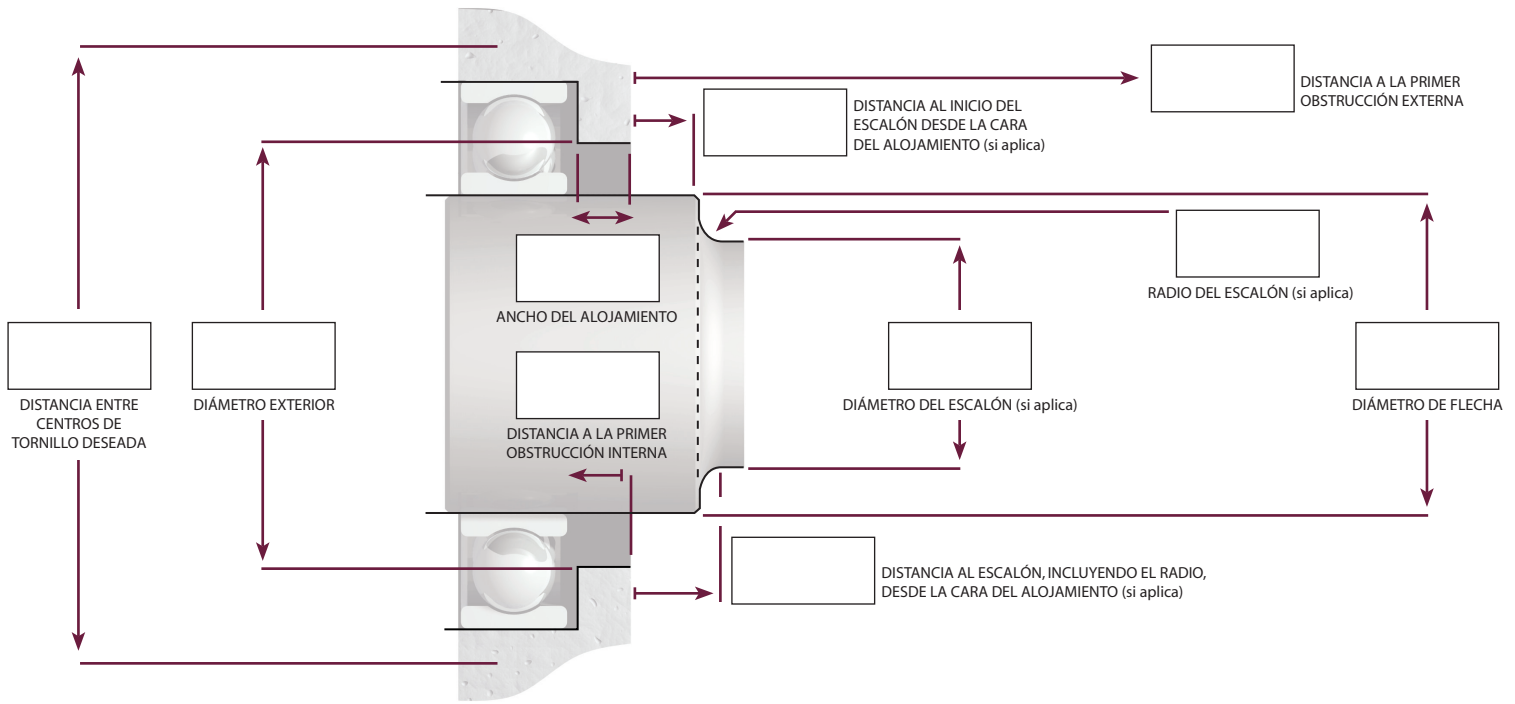 DISTANCIA A LA PRIMER
OBSTRUCCIÓN EXTERNA
DISTANCIA AL INICIO DEL
ESCALÓN DESDE LA CARA
DEL ALOJAMIENTO (si aplica)
RADIO DEL ESCALÓN (si aplica)
ANCHO DEL ALOJAMIENTO
DISTANCIA ENTRE
CENTROS DE
TORNILLO DESEADA
DIÁMETRO EXTERIOR
DISTANCIA A LA PRIMER
OBSTRUCCIÓN INTERNA
DIÁMETRO DEL ESCALÓN (si aplica)
DIÁMETRO DE FLECHA
DISTANCIA AL ESCALÓN, INCLUYENDO EL RADIO,
DESDE LA CARA DEL ALOJAMIENTO (si aplica)